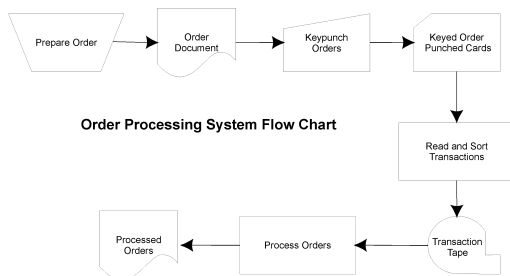 Prepare Order
Order
Document
Keypunch
Orders
Keyed Order
Punched Cards
Order Processing System Flow Chart
Read and Sort
Transactions
Transaction
Tape
Process Orders
Processed
Orders